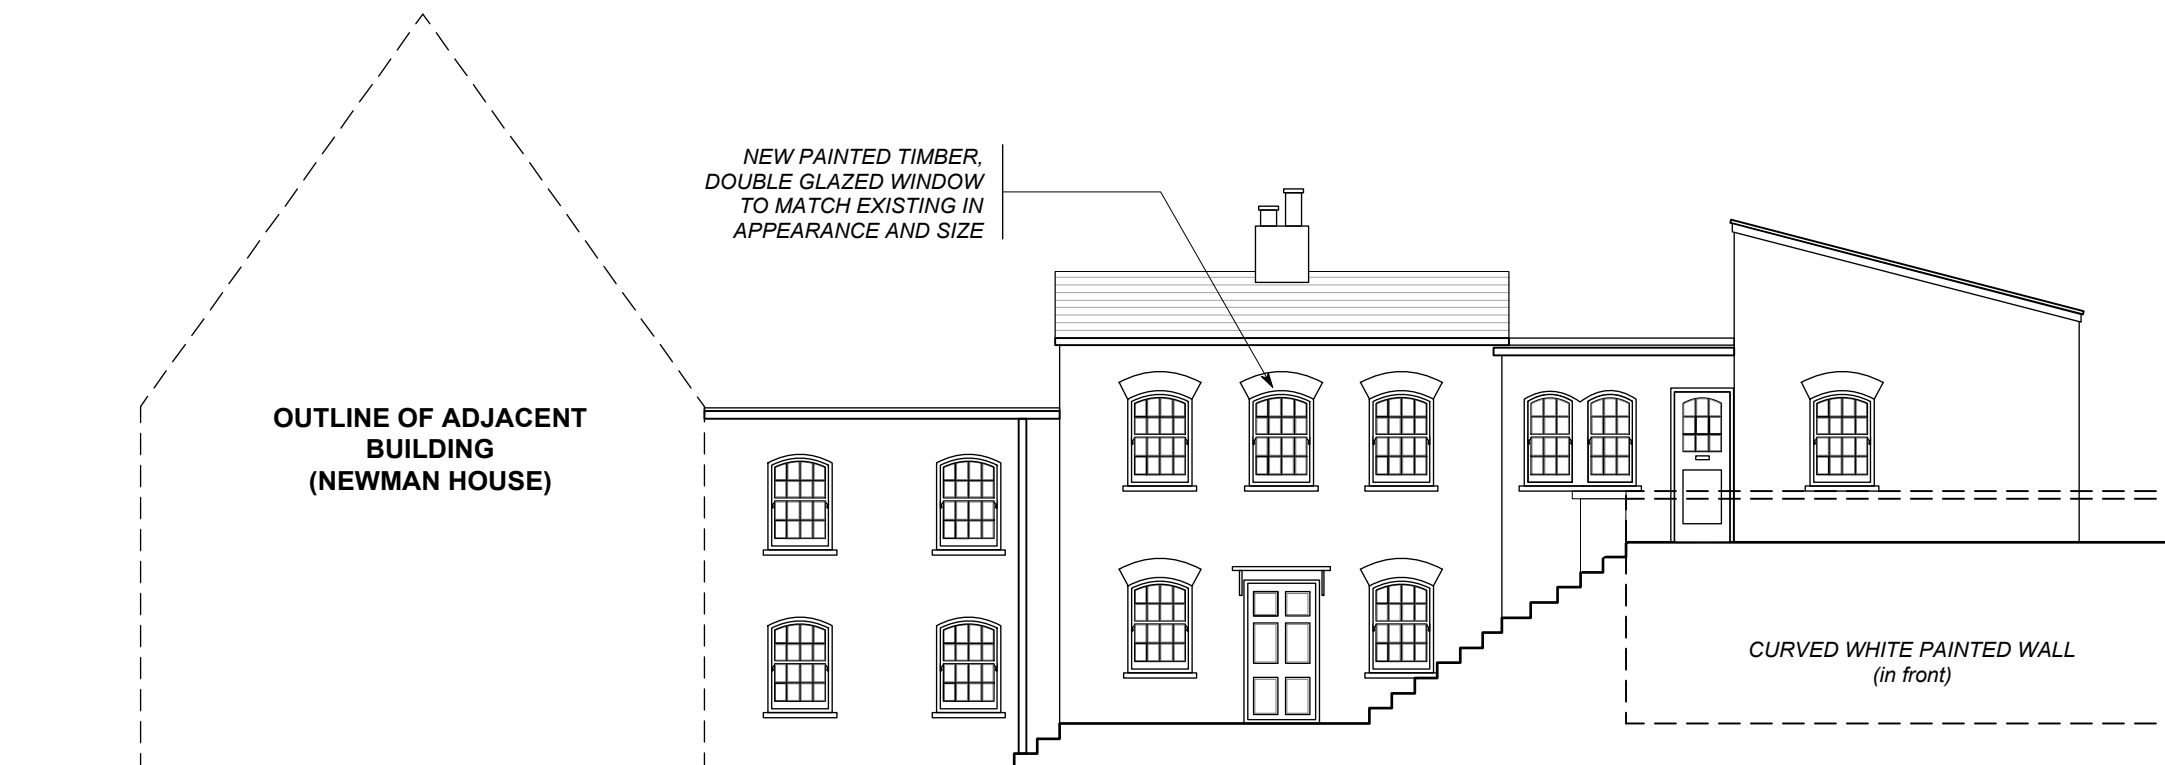 NEW PAINTED TIMBER,
DOUBLE GLAZED WINDOW
TO MATCH EXISTING IN
APPEARANCE AND SIZE
OUTLINE OF ADJACENT
BUILDING
(NEWMAN HOUSE)
CURVED WHITE PAINTED WALL
(in front)